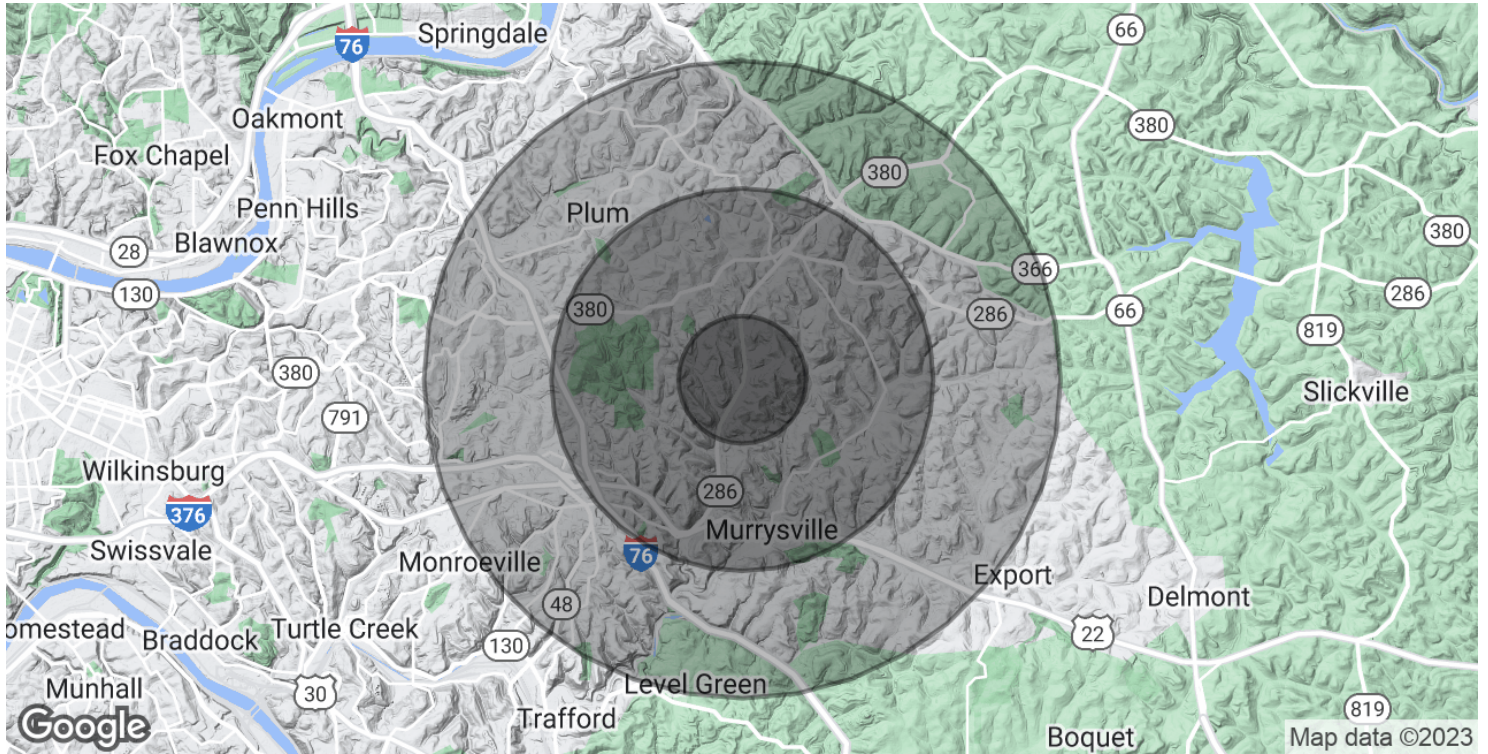 Springdale
66
76
Oakmont
380
Fox Chapel
380
Penn Hills
Plum
28
Blawnox
380
366
130
286
380
286
66
819
380
Slickville
791
Wilkinsburg
286
376
Murrysville
Swissvale
76
Monroeville
Export
Delmont
48
omestead
Braddock
Turtle Creek
130
22
Munhall
30
Level Green
819
Trafford
Google
Boquet
Map data ©2023